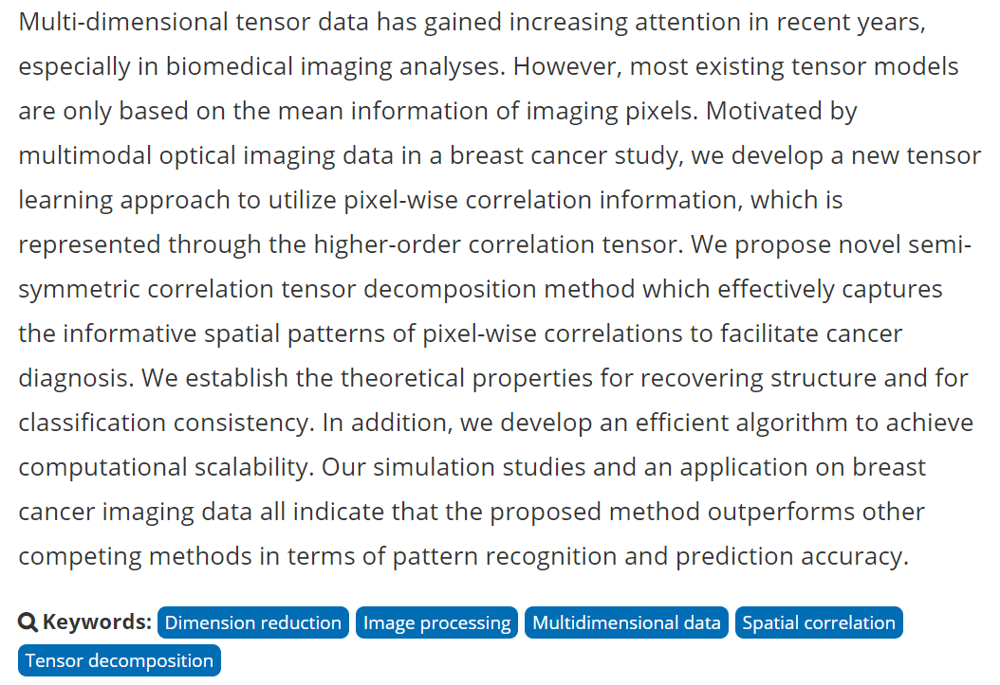 Multi-dimensional tensor data has gained increasing attention in recent years,
especially in biomedical imaging analyses. However, most existing tensor models
are only based on the mean information of imaging pixels. Motivated by
multimodal optical imaging data in a breast cancer study, we develop a new tensor
learning approach to utilize pixel-wise correlation information, which is
represented through the higher-order correlation tensor. We propose novel semi-
symmetric correlation tensor decomposition method which effectively captures
the informative spatial patterns of pixel-wise correlations to facilitate cancer
diagnosis. We establish the theoretical properties for recovering structure and for
classification consistency. In addition, we develop an efficient algorithm to achieve
computational scalability. Our simulation studies and an application on breast
cancer imaging data all indicate that the proposed method outperforms other
competing methods in terms of pattern recognition and prediction accuracy.
Keywords: Dimension reduction Image processing Multidimensional data Spatial correlation
Tensor decomposition